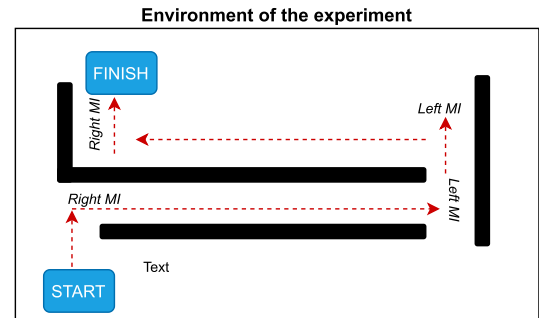 Environment of the experiment
FINISH
Right MI
Left MI
Right MI
Left MI
Text
START